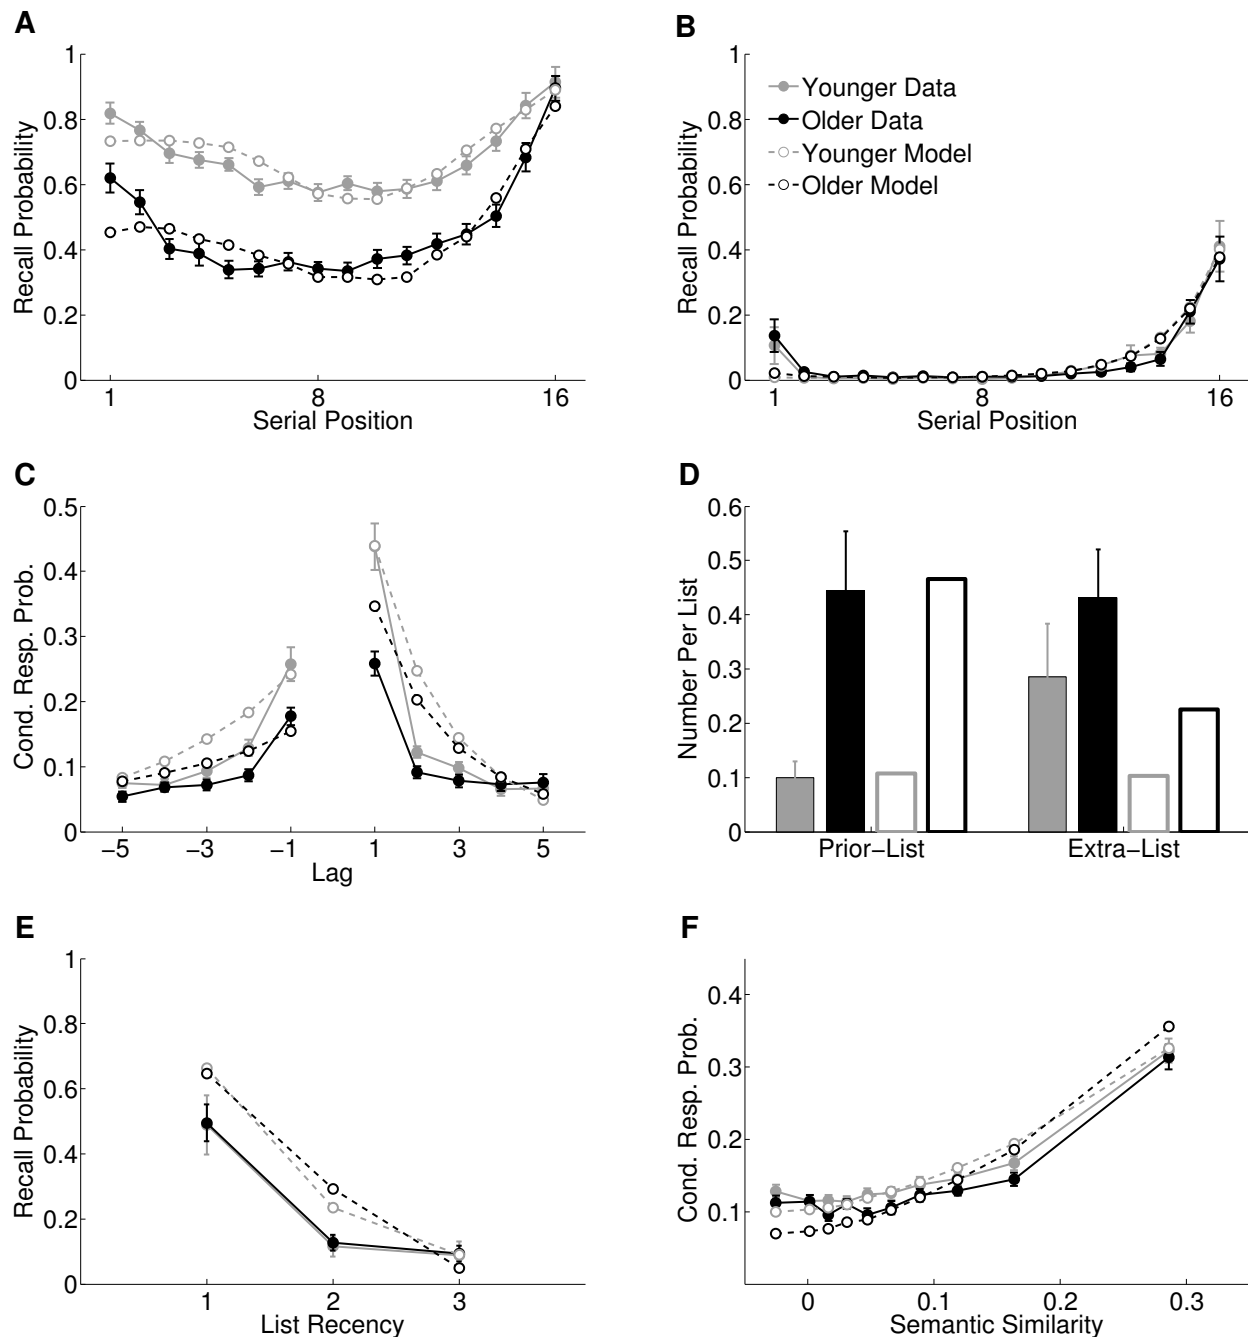 A
1
0.8
0.6
0.4
0.2
0
Recall Probability
1
8
16
Serial Position
B
1
0.8
0.6
0.4
0.2
0
Recall Probability
Younger Data
Older Data
Younger Model
Older Model
1
8
16
Serial Position
C
0.5
0.4
0.3
0.2
0.1
0
Cond. Resp. Prob.
−5
−3
−1
1
3
5
Lag
D
0.6
0.5
0.4
0.3
0.2
0.1
0
Number Per List
Prior−List
Extra−List
E
1
0.8
0.6
0.4
0.2
0
Recall Probability
1
2
3
List Recency
F
0.4
0.3
0.2
0.1
Cond. Resp. Prob.
0
0.1
0.2
0.3
Semantic Similarity